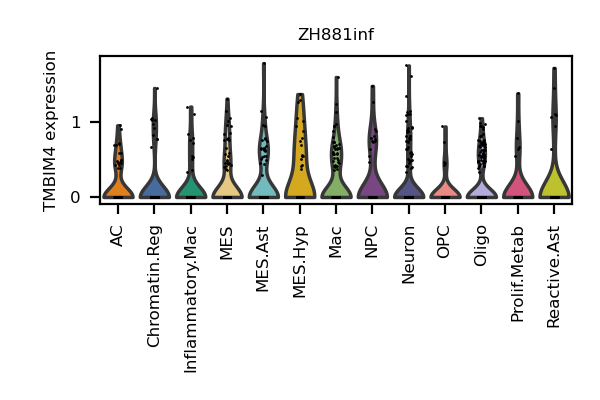 ZH881inf
TMBIM4 expression
1
0
AC
Chromatin.Reg
Inflammatory.Mac
MES
MES.Ast
MES.Hyp
Mac
NPC
Neuron
OPC
Oligo
Prolif.Metab
Reactive.Ast